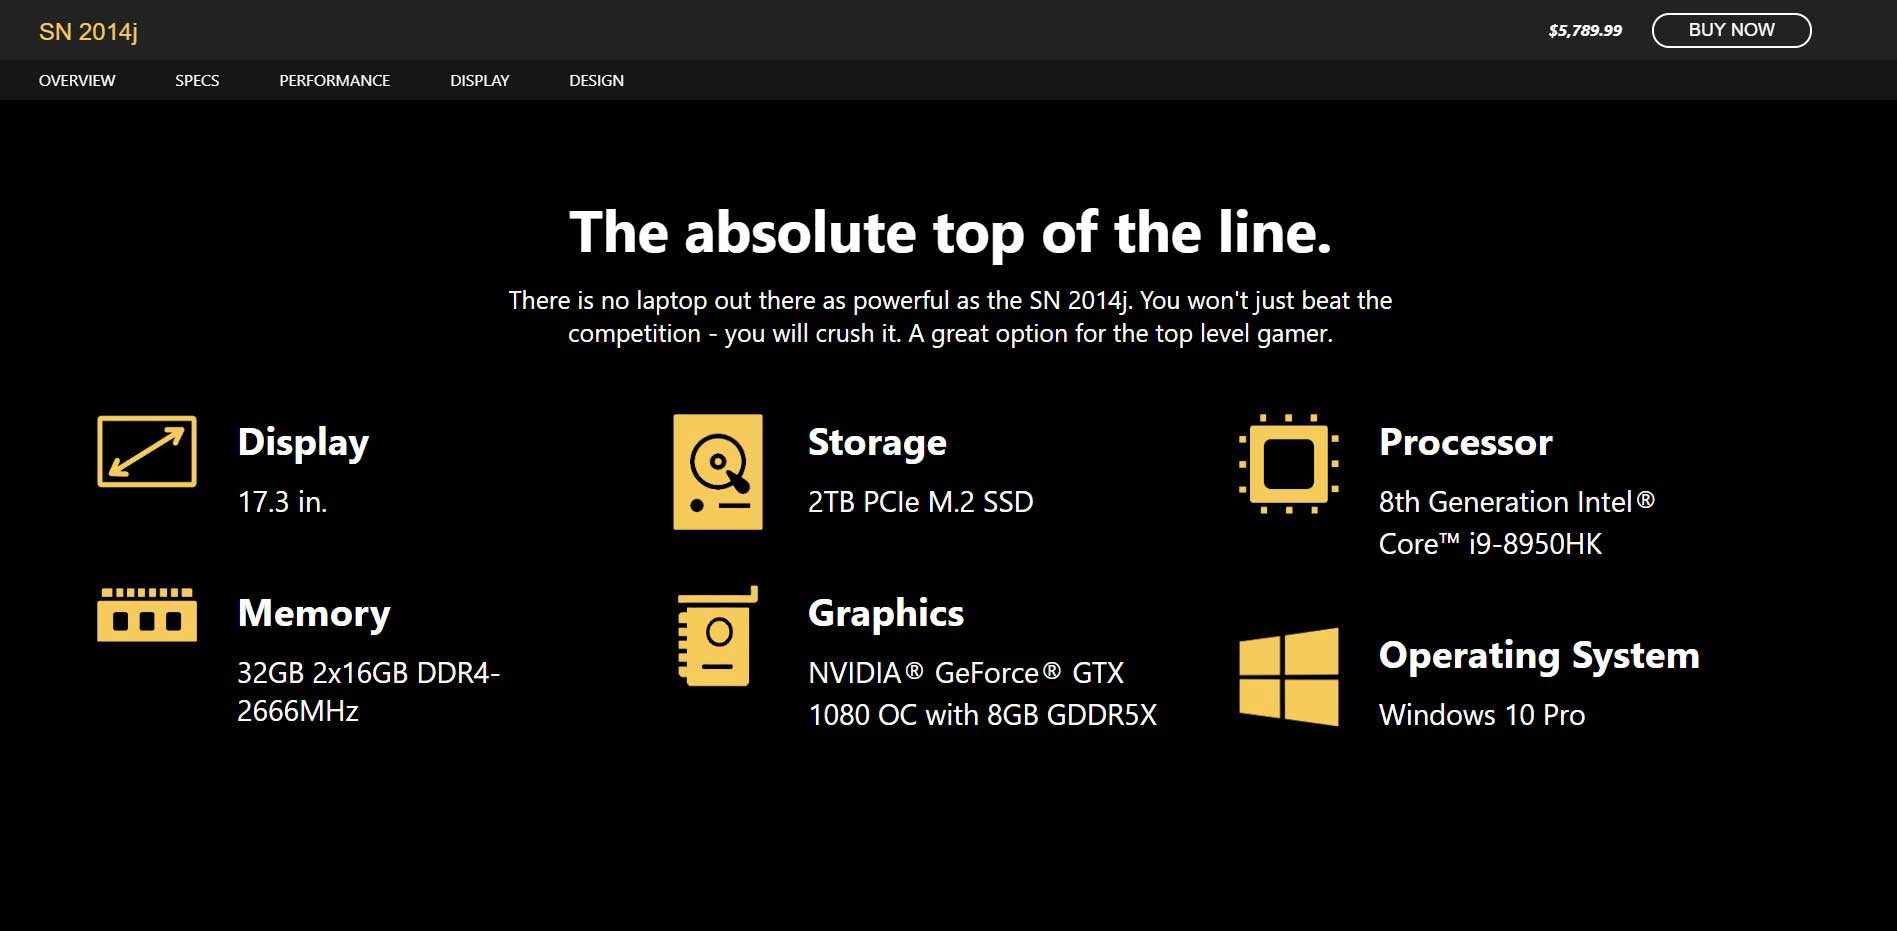 SN 2014j
$5,789.99
BUY NOW
OVERVIEW
SPECS
PERFORMANCE
DISPLAY
DESIGN
The absolute top of the line.
There is no laptop out there as powerful as the SN 2014j. You won't just beat the
competition - you will crush it. A great option for the top level gamer.
Display
17.3 in.
Storage
2TB PCIe M.2 SSD
Processor
8th Generation Intel®
Core™ i9-8950HK
Memory
32GB 2x16GB DDR4-
2666MHz
Graphics
NVIDIA® GeForce® GTX
1080 OC with 8GB GDDR5X
Operating System
Windows 10 Pro